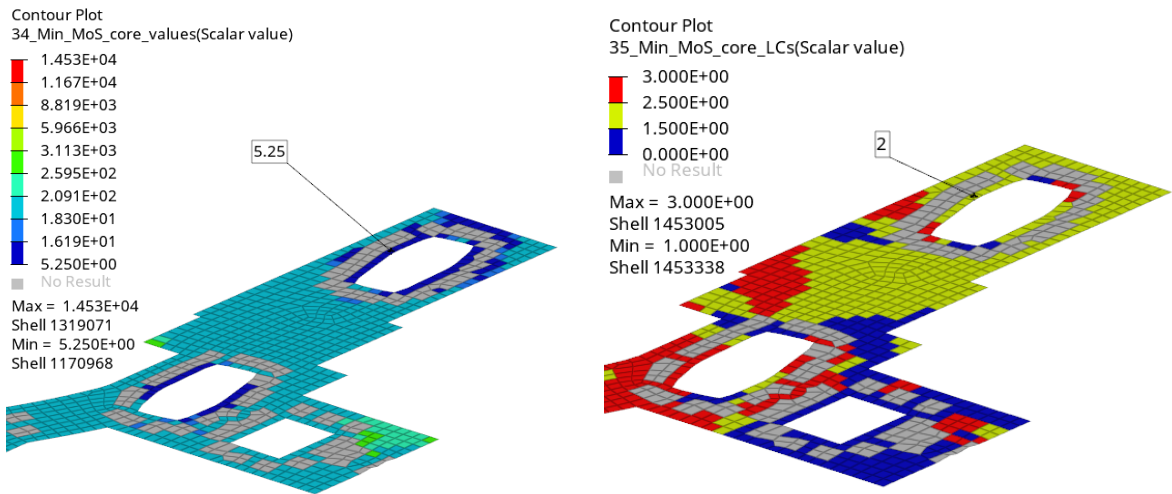 Contour Plot
34_Min_MoS_core_values(Scalar value)
1.453E+04
1.167E+04
8.819E+03
5.966E+03
3.113E+03
2.595E+02
2.091E+02
1.830E+01
1.619E+01
5.250E+00
No Result
Max = 1.453E+04
Shell 1319071
Min = 5.250E+00
Shell 1170968
5.25
Contour Plot
35_Min_MoS_core_LCs(Scalar value)
3.000E+00
2.500E+00
1.500E+00
0.000E+00
No Result
Max = 3.000E+00
Shell 1453005
Min = 1.000E+00
Shell 1453338
2